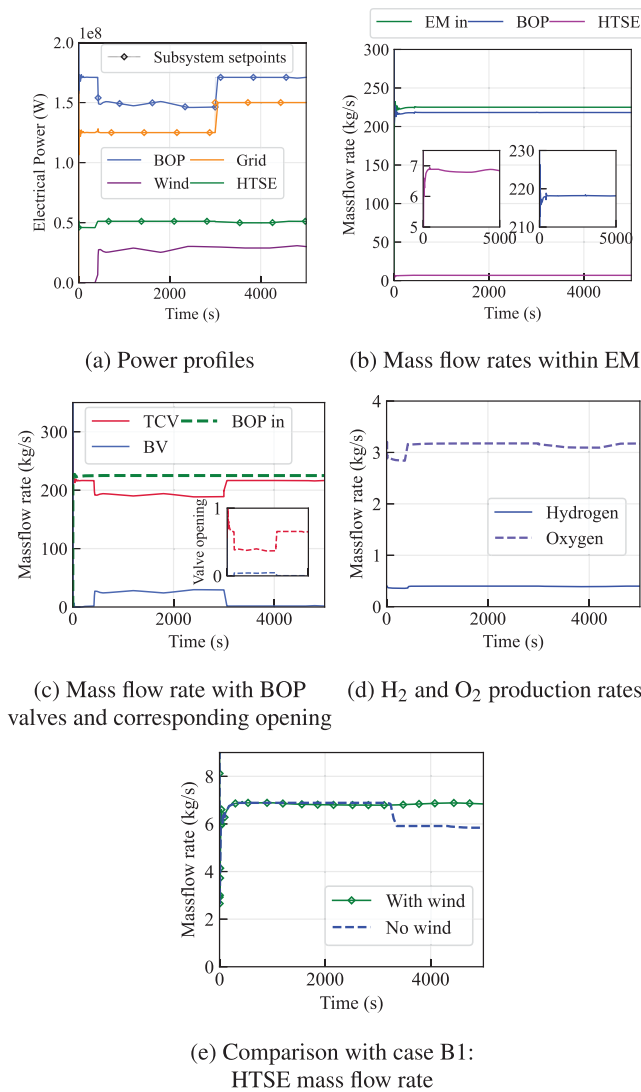 1e8
2.0
1.5
1.0
0.5
0.0
Electrical Power (W)
Subsystem setpoints
BOP Grid
Wind HTSE
0 2000 4000
Time (s)
(a) Power profiles
EM in BOP HTSE
300
250
200
150
100
50
0
Massflow rate (kg/s)
7
6
5
0 5000
230
220
210
0 5000
0 2000 4000
Time (s)
(b) Mass flow rates within EM
300
200
100
0
Massflow rate (kg/s)
TCV BOP in
BV
1
0
Valve opening
0 2000 4000
Time (s)
(c) Mass flow rate with BOP
valves and corresponding opening
4
3
2
1
0
Massflow rate (kg/s)
Hydrogen
Oxygen
0 2000 4000
Time (s)
(d) H₂ and O₂ production rates
8
6
4
2
0
Massflow rate (kg/s)
With wind
No wind
0 2000 4000
Time (s)
(e) Comparison with case B1:
HTSE mass flow rate